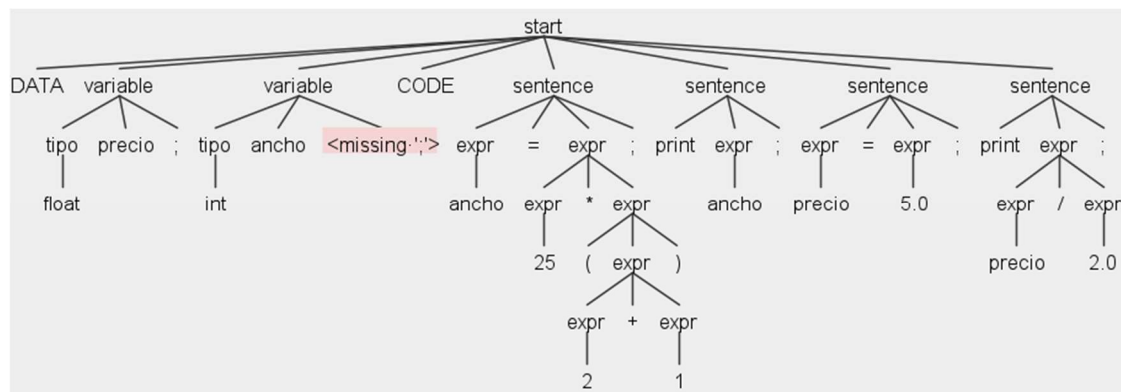 start
DATA variable variable CODE sentence sentence sentence sentence
tipo precio ; tipo ancho <missing·';'> expr = expr ; print expr ; expr = expr ; print expr ;
float int ancho expr * expr ancho precio 5.0 expr / expr
25 ( expr ) precio 2.0
expr + expr
2 1